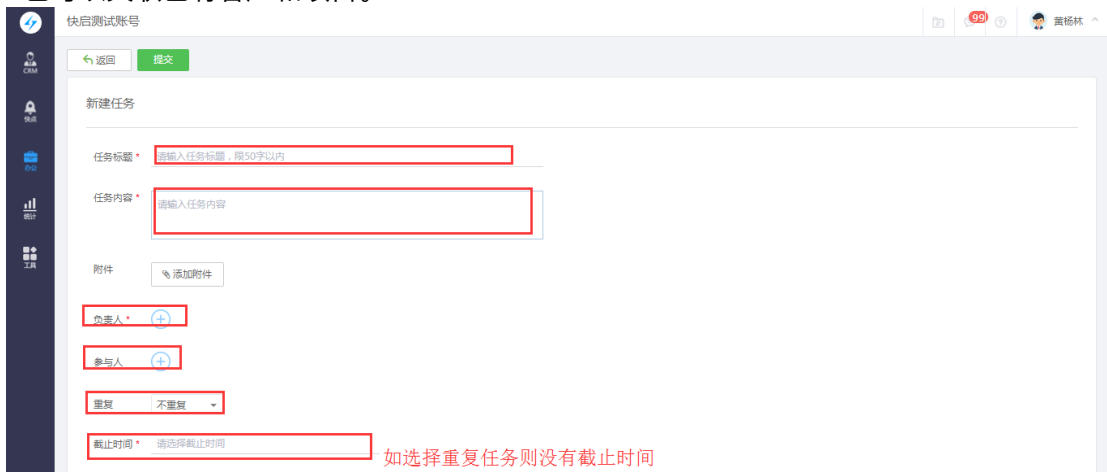 快启测试账号
99
黄杨林
CRM
返回
提交
快点
新建任务
办公
任务标题 * 请输入任务标题，限50字以内
任务内容 * 请输入任务内容
统计
工具
附件 添加附件
负责人 *
参与人
重复 不重复
截止时间 * 请选择截止时间
如选择重复任务则没有截止时间